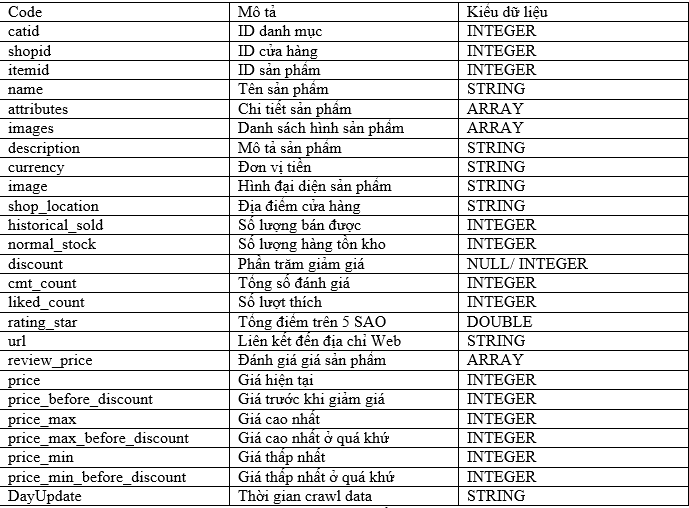 Code Mô tả Kiểu dữ liệu
catid ID danh mục INTEGER
shopid ID cửa hàng INTEGER
itemid ID sản phẩm INTEGER
name Tên sản phẩm STRING
attributes Chi tiết sản phẩm ARRAY
images Danh sách hình sản phẩm ARRAY
description Mô tả sản phẩm STRING
currency Đơn vị tiền STRING
image Hình đại diện sản phẩm STRING
shop_location Địa điểm cửa hàng STRING
historical_sold Số lượng bán được INTEGER
normal_stock Số lượng hàng tồn kho INTEGER
discount Phần trăm giảm giá NULL/ INTEGER
cmt_count Tổng số đánh giá INTEGER
liked_count Số lượt thích INTEGER
rating_star Tổng điểm trên 5 SAO DOUBLE
url Liên kết đến địa chỉ Web STRING
review_price Đánh giá giá sản phẩm ARRAY
price Giá hiện tại INTEGER
price_before_discount Giá trước khi giảm giá INTEGER
price_max Giá cao nhất INTEGER
price_max_before_discount Giá cao nhất ở quá khứ INTEGER
price_min Giá thấp nhất INTEGER
price_min_before_discount Giá thấp nhất ở quá khứ INTEGER
DayUpdate Thời gian crawl data STRING